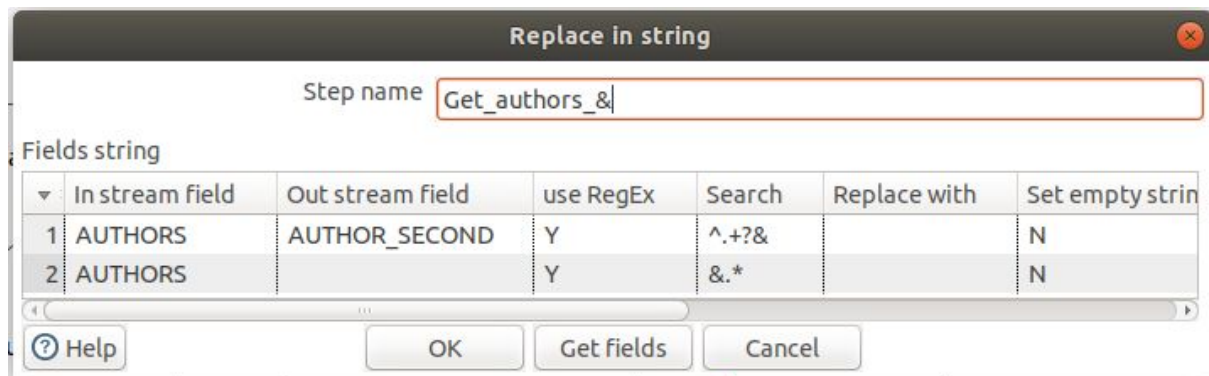 Replace in string
Step name Get_authors_&
Fields string
In stream field Out stream field use RegEx Search Replace with Set empty strin
1 AUTHORS AUTHOR_SECOND Y ^.+?& N
2 AUTHORS Y &.* N
Help OK Get fields Cancel